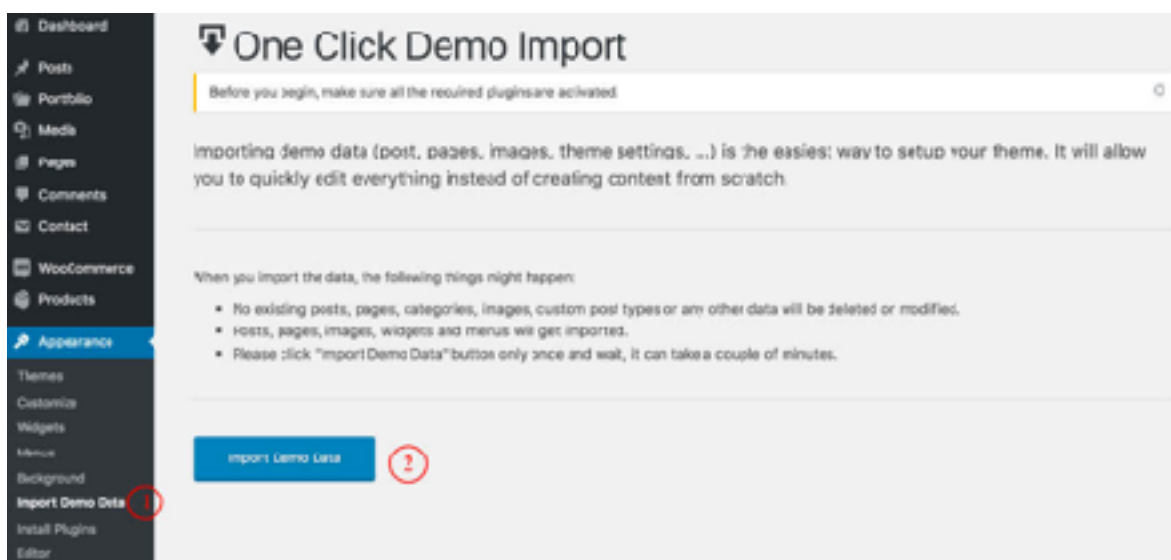 Dashboard
Posts
Portfolio
Media
Pages
Comments
Contact
WooCommerce
Products
Appearance
Themes
Customize
Widgets
Menus
Background
Import Demo Data
1
Install Plugins
Editor
One Click Demo Import
Before you begin, make sure all the required plugins are activated.
Importing demo data (post, pages, images, theme settings, ...) is the easiest way to setup your theme. It will allow
you to quickly edit everything instead of creating content from scratch.
When you import the data, the following things might happen:
• No existing posts, pages, categories, images, custom post types or any other data will be deleted or modified.
• Posts, pages, images, widgets and menus will get imported.
• Please click "Import Demo Data" button only once and wait, it can take a couple of minutes.
Import Demo Data
2